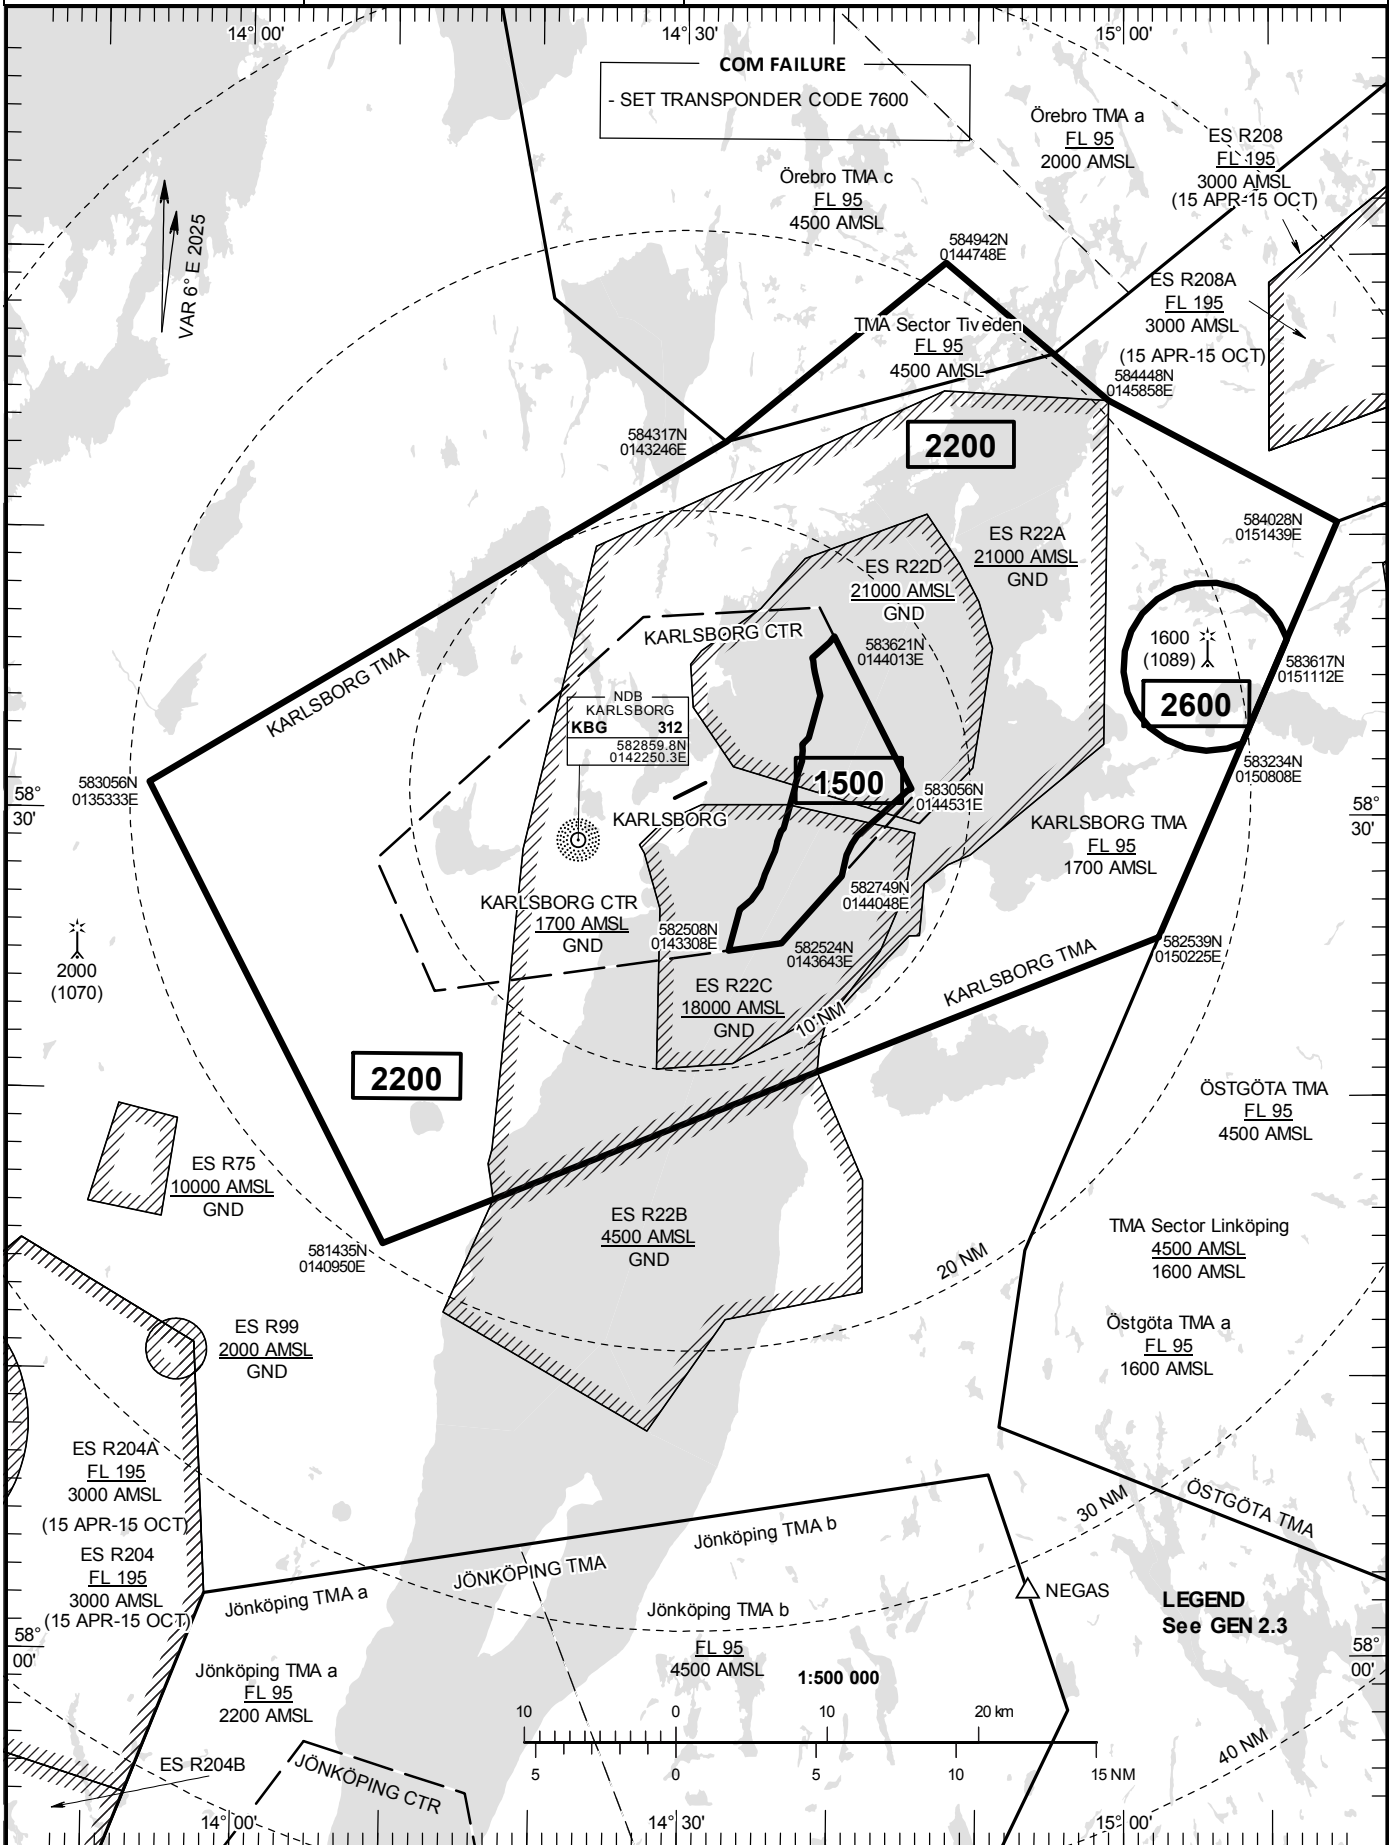 14° 00'
14° 30'
15° 00'
COM FAILURE
- SET TRANSPONDER CODE 7600
Örebro TMA a
FL 95
2000 AMSL
ES R208
FL 195
3000 AMSL
(15 APR-15 OCT)
Örebro TMA c
FL 95
4500 AMSL
VAR 6° E 2025
584942N
0144748E
ES R208A
FL 195
3000 AMSL
(15 APR-15 OCT)
TMA Sector Tiveden
FL 95
4500 AMSL
584448N
0145858E
584317N
0143246E
2200
584028N
0151439E
ES R22A
21000 AMSL
GND
ES R22D
21000 AMSL
GND
KARLSBORG CTR
KARLSBORG TMA
583621N
0144013E
1600
(1089)
583617N
0151112E
2600
NDB
KARLSBORG
KBG 312
582859.8N
0142250.3E
583234N
0150808E
583056N
0135333E
1500
583056N
0144531E
58°
30'
58°
30'
KARLSBORG
KARLSBORG TMA
FL 95
1700 AMSL
582749N
0144048E
KARLSBORG CTR
1700 AMSL
GND
582508N
0143308E
582524N
0143643E
582539N
0150225E
2000
(1070)
KARLSBORG TMA
ES R22C
18000 AMSL
GND
10 NM
2200
ÖSTGÖTA TMA
FL 95
4500 AMSL
ES R75
10000 AMSL
GND
ES R22B
4500 AMSL
GND
TMA Sector Linköping
4500 AMSL
1600 AMSL
581435N
0140950E
20 NM
ES R99
2000 AMSL
GND
Östgöta TMA a
FL 95
1600 AMSL
ES R204A
FL 195
3000 AMSL
(15 APR-15 OCT)
ES R204
FL 195
3000 AMSL
(15 APR-15 OCT)
30 NM
ÖSTGÖTA TMA
Jönköping TMA b
JÖNKÖPING TMA
Jönköping TMA a
NEGAS
LEGEND
See GEN 2.3
Jönköping TMA b
FL 95
4500 AMSL
58°
00'
58°
00'
Jönköping TMA a
FL 95
2200 AMSL
1:500 000
10 0 10 20 km
5 0 5 10 15 NM
40 NM
ES R204B
JÖNKÖPING CTR
14° 00'
14° 30'
15° 00'